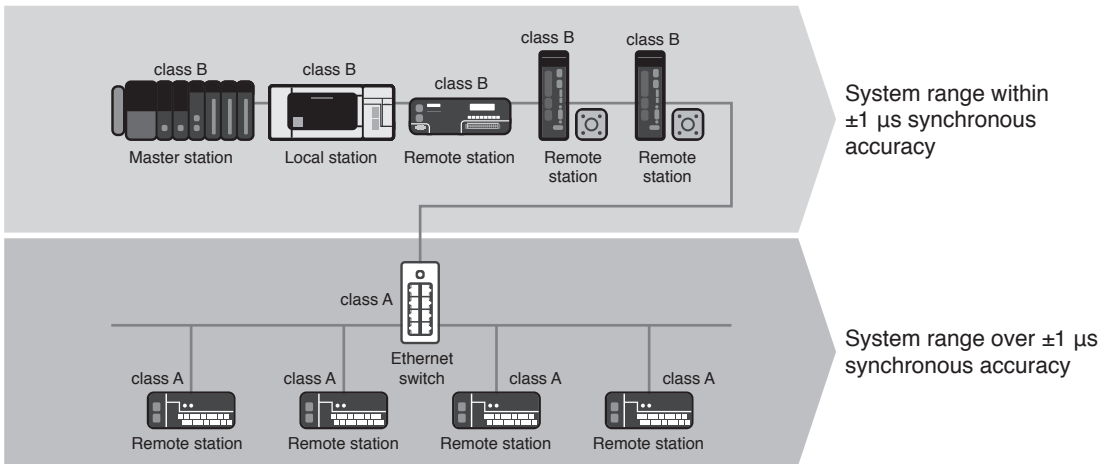 class B
class B
class B
class B
class B
Master station
Local station
Remote station
Remote
station
Remote
station
System range within
±1 μs synchronous
accuracy
class A
Ethernet
switch
class A
class A
class A
class A
Remote station
Remote station
Remote station
Remote station
System range over ±1 μs
synchronous accuracy